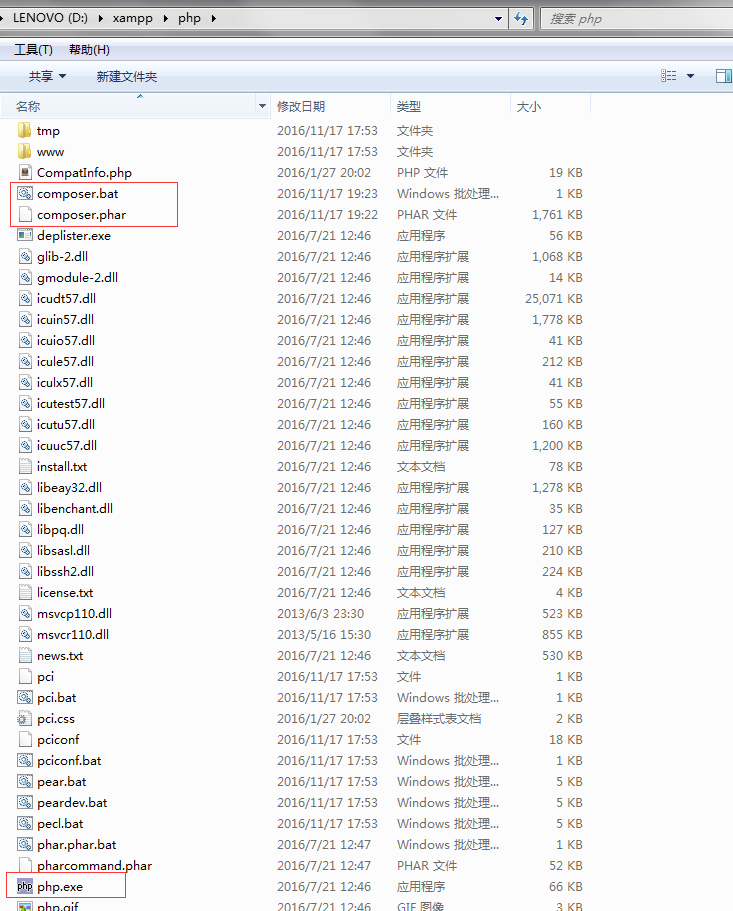 LENOVO (D:) xampp php 搜索 php
工具(T) 帮助(H)
共享 新建文件夹
名称 修改日期 类型 大小
tmp 2016/11/17 17:53 文件夹
www 2016/11/17 17:53 文件夹
CompatInfo.php 2016/1/27 20:02 PHP 文件 19 KB
composer.bat 2016/11/17 19:23 Windows 批处理... 1 KB
composer.phar 2016/11/17 19:22 PHAR 文件 1,761 KB
deplister.exe 2016/7/21 12:46 应用程序 56 KB
glib-2.dll 2016/7/21 12:46 应用程序扩展 1,068 KB
gmodule-2.dll 2016/7/21 12:46 应用程序扩展 14 KB
icudt57.dll 2016/7/21 12:46 应用程序扩展 25,071 KB
icuin57.dll 2016/7/21 12:46 应用程序扩展 1,778 KB
icuio57.dll 2016/7/21 12:46 应用程序扩展 41 KB
icule57.dll 2016/7/21 12:46 应用程序扩展 212 KB
iculx57.dll 2016/7/21 12:46 应用程序扩展 41 KB
icutest57.dll 2016/7/21 12:46 应用程序扩展 55 KB
icutu57.dll 2016/7/21 12:46 应用程序扩展 160 KB
icuuc57.dll 2016/7/21 12:46 应用程序扩展 1,200 KB
install.txt 2016/7/21 12:46 文本文档 78 KB
libeay32.dll 2016/7/21 12:46 应用程序扩展 1,278 KB
libenchant.dll 2016/7/21 12:46 应用程序扩展 35 KB
libpq.dll 2016/7/21 12:46 应用程序扩展 127 KB
libsasl.dll 2016/7/21 12:46 应用程序扩展 210 KB
libssh2.dll 2016/7/21 12:46 应用程序扩展 224 KB
license.txt 2016/7/21 12:46 文本文档 4 KB
msvcp110.dll 2013/6/3 23:30 应用程序扩展 523 KB
msvcr110.dll 2013/5/16 15:30 应用程序扩展 855 KB
news.txt 2016/7/21 12:46 文本文档 530 KB
pci 2016/11/17 17:53 文件 1 KB
pci.bat 2016/11/17 17:53 Windows 批处理... 1 KB
pci.css 2016/1/27 20:02 层叠样式表文档 2 KB
pciconf 2016/11/17 17:53 文件 18 KB
pciconf.bat 2016/11/17 17:53 Windows 批处理... 1 KB
pear.bat 2016/11/17 17:53 Windows 批处理... 5 KB
peardev.bat 2016/11/17 17:53 Windows 批处理... 5 KB
pecl.bat 2016/11/17 17:53 Windows 批处理... 5 KB
phar.phar.bat 2016/7/21 12:47 Windows 批处理... 1 KB
pharcommand.phar 2016/7/21 12:47 PHAR 文件 52 KB
php php.exe 2016/7/21 12:46 应用程序 66 KB
php.gif 2016/7/21 12:46 GIF 图像 3 KB